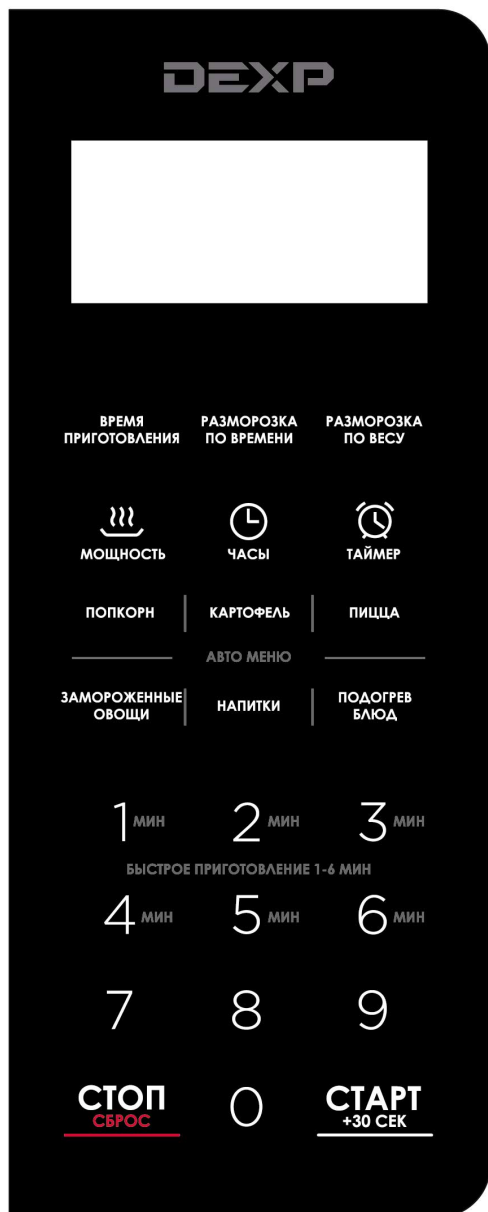 DEXP
ВРЕМЯ РАЗМОРОЗКА РАЗМОРОЗКА
ПРИГОТОВЛЕНИЯ ПО ВРЕМЕНИ ПО ВЕСУ
МОЩНОСТЬ ЧАСЫ ТАЙМЕР
ПОПКОРН КАРТОФЕЛЬ ПИЦЦА
АВТО МЕНЮ
ЗАМОРОЖЕННЫЕ ОВОЩИ НАПИТКИ ПОДОГРЕВ БЛЮД
1 МИН 2 МИН 3 МИН
БЫСТРОЕ ПРИГОТОВЛЕНИЕ 1-6 МИН
4 МИН 5 МИН 6 МИН
7 8 9
СТОП 0 СТАРТ
СБРОС +30 СЕК